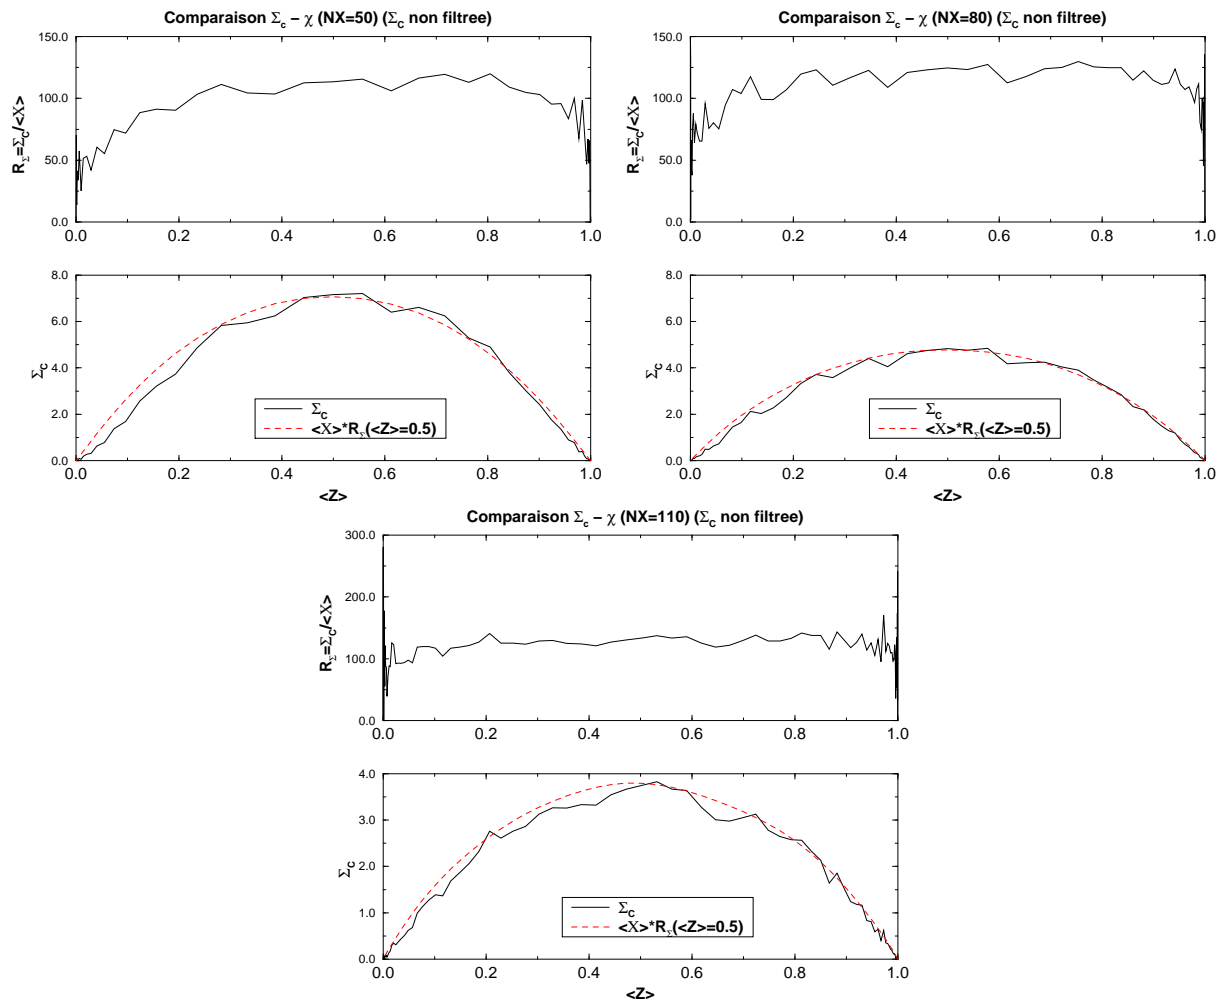 Comparaison Σc − χ (NX=50) (ΣC non filtree)
150.0
100.0
50.0
0.0
RΣ=ΣC/<X>
0.0 0.2 0.4 0.6 0.8 1.0
8.0
6.0
4.0
2.0
0.0
ΣC
ΣC
<X>*RΣ(<Z>=0.5)
0.0 0.2 0.4 0.6 0.8 1.0
<Z>
Comparaison Σc − χ (NX=80) (ΣC non filtree)
150.0
100.0
50.0
0.0
RΣ=ΣC/<X>
0.0 0.2 0.4 0.6 0.8 1.0
8.0
6.0
4.0
2.0
0.0
ΣC
ΣC
<X>*RΣ(<Z>=0.5)
0.0 0.2 0.4 0.6 0.8 1.0
<Z>
Comparaison Σc − χ (NX=110) (ΣC non filtree)
300.0
200.0
100.0
0.0
RΣ=ΣC/<X>
0.0 0.2 0.4 0.6 0.8 1.0
4.0
3.0
2.0
1.0
0.0
ΣC
ΣC
<X>*RΣ(<Z>=0.5)
0.0 0.2 0.4 0.6 0.8 1.0
<Z>